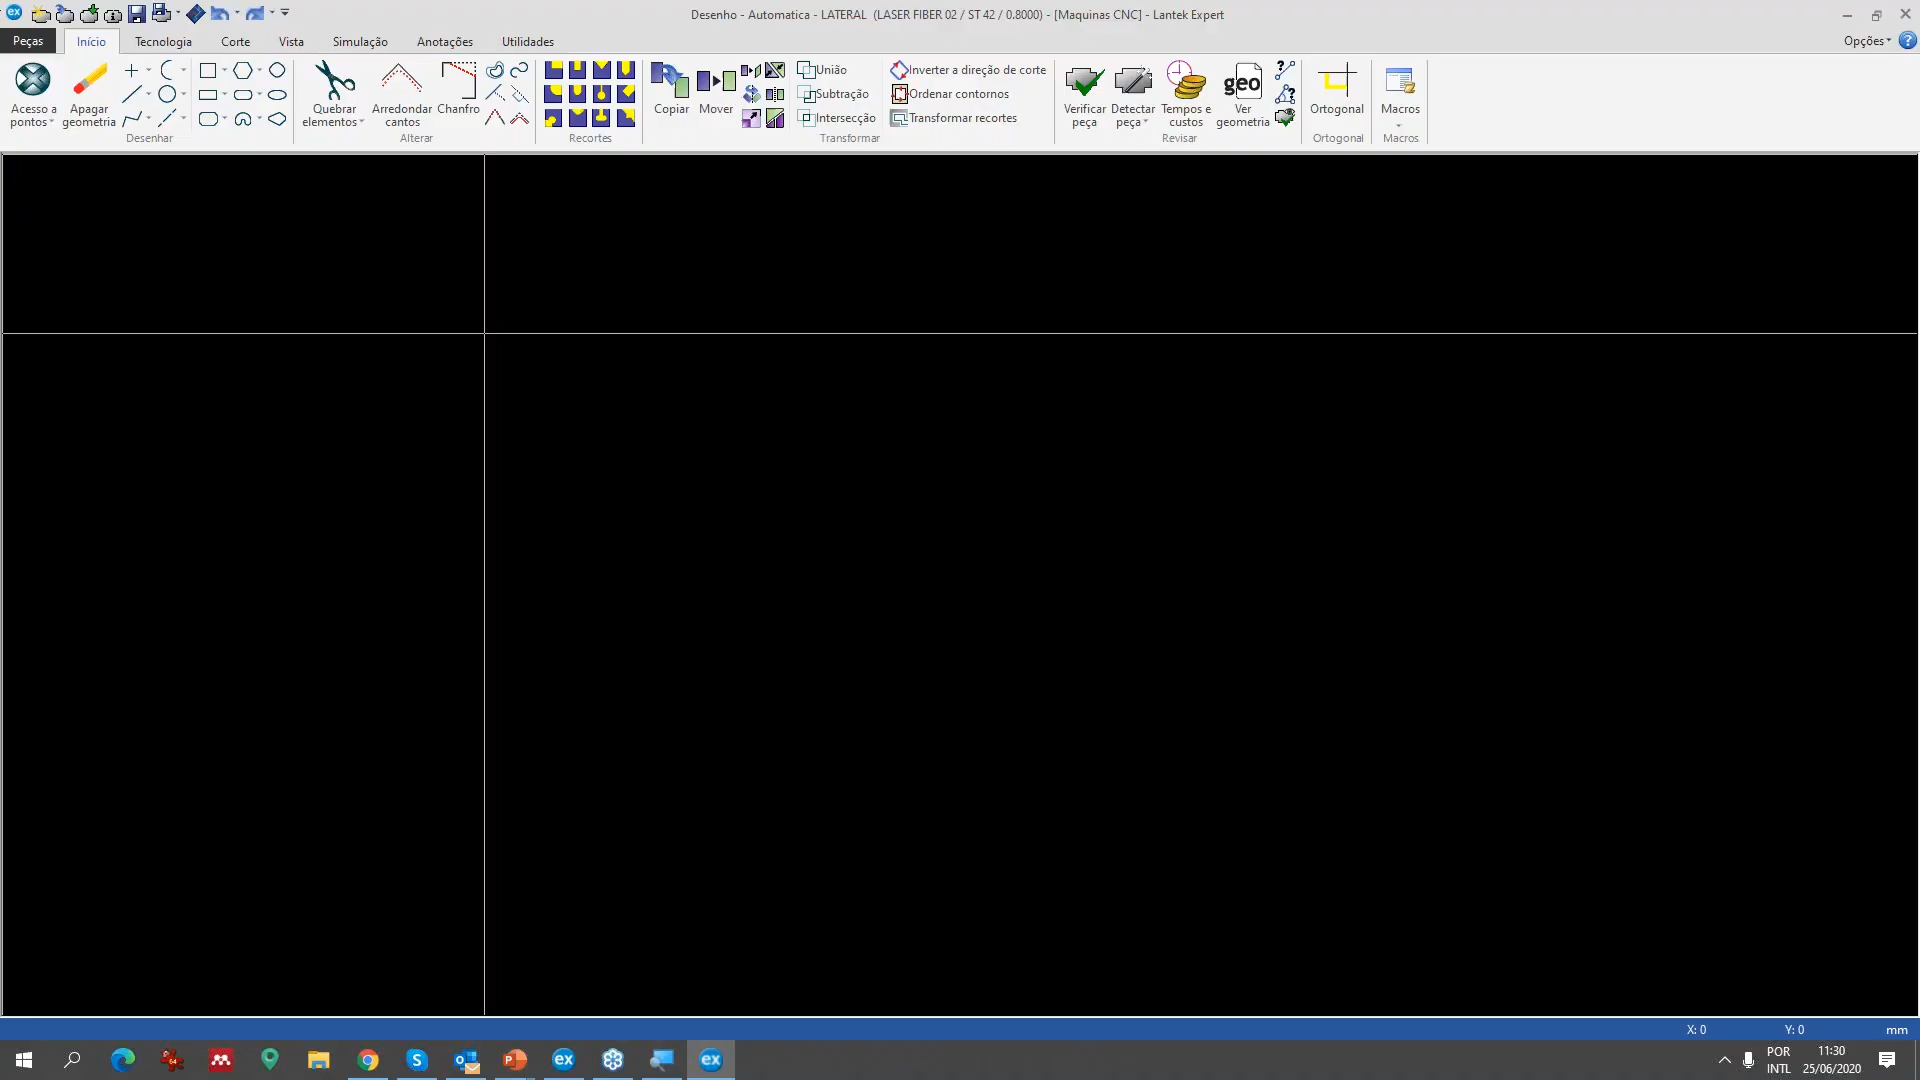 Desenho - Automatica - LATERAL (LASER FIBER 02 / ST 42 / 0.8000) - [Maquinas CNC] - Lantek Expert
Peças Início Tecnologia Corte Vista Simulação Anotações Utilidades Opções
Acesso a pontos
Apagar geometria
Desenhar
Quebrar elementos
Arredondar cantos
Chanfro
Alterar
Recortes
Copiar
Mover
União
Subtração
Intersecção
Inverter a direção de corte
Ordenar contornos
Transformar recortes
Transformar
Verificar peça
Detectar peça
Tempos e custos
geo
Ver geometria
Revisar
Ortogonal
Ortogonal
Macros
Macros
X: 0 Y: 0 mm
POR 11:30
INTL 25/06/2020